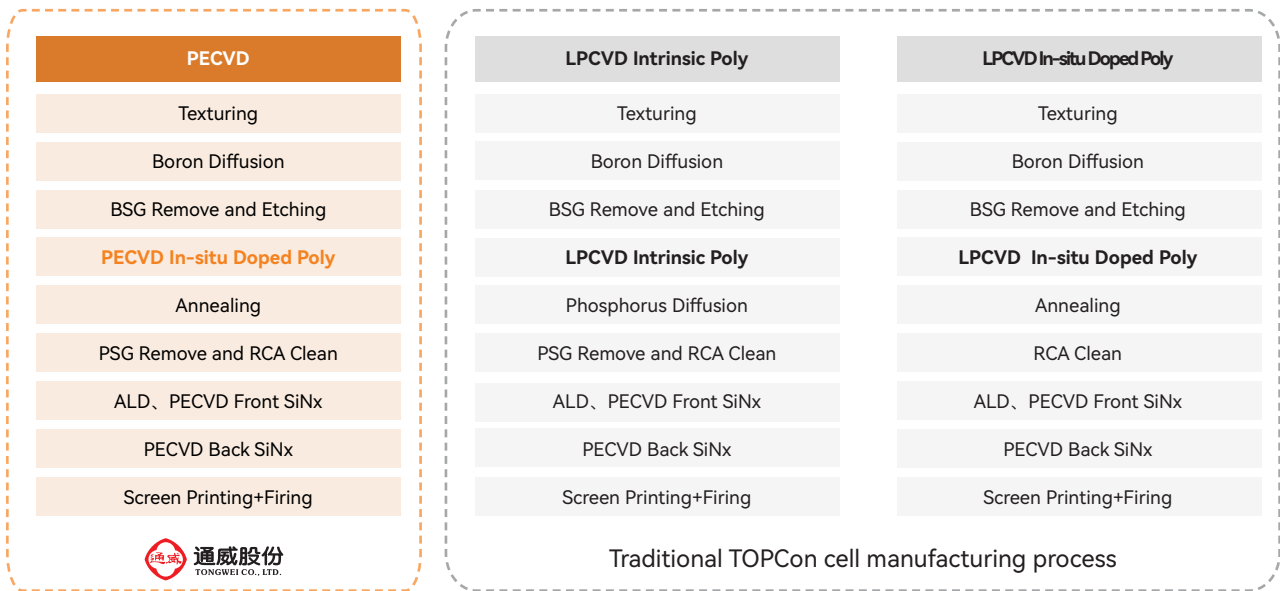 PECVD
Texturing
Boron Diffusion
BSG Remove and Etching
PECVD In-situ Doped Poly
Annealing
PSG Remove and RCA Clean
ALD、PECVD Front SiNx
PECVD Back SiNx
Screen Printing+Firing
通威
通威股份
TONGWEI CO., LTD.
LPCVD Intrinsic Poly
Texturing
Boron Diffusion
BSG Remove and Etching
LPCVD Intrinsic Poly
Phosphorus Diffusion
PSG Remove and RCA Clean
ALD、PECVD Front SiNx
PECVD Back SiNx
Screen Printing+Firing
LPCVD In-situ Doped Poly
Texturing
Boron Diffusion
BSG Remove and Etching
LPCVD In-situ Doped Poly
Annealing
RCA Clean
ALD、PECVD Front SiNx
PECVD Back SiNx
Screen Printing+Firing
Traditional TOPCon cell manufacturing process